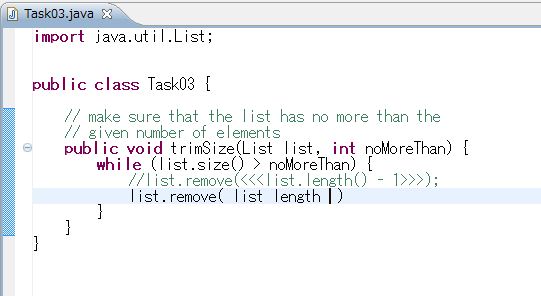 Task03.java
import java.util.List;
public class Task03 {
// make sure that the list has no more than the
// given number of elements
public void trimSize(List list, int noMoreThan) {
while (list.size() > noMoreThan) {
//list.remove(<<<list.length() - 1>>>);
list.remove( list length )
}
}
}